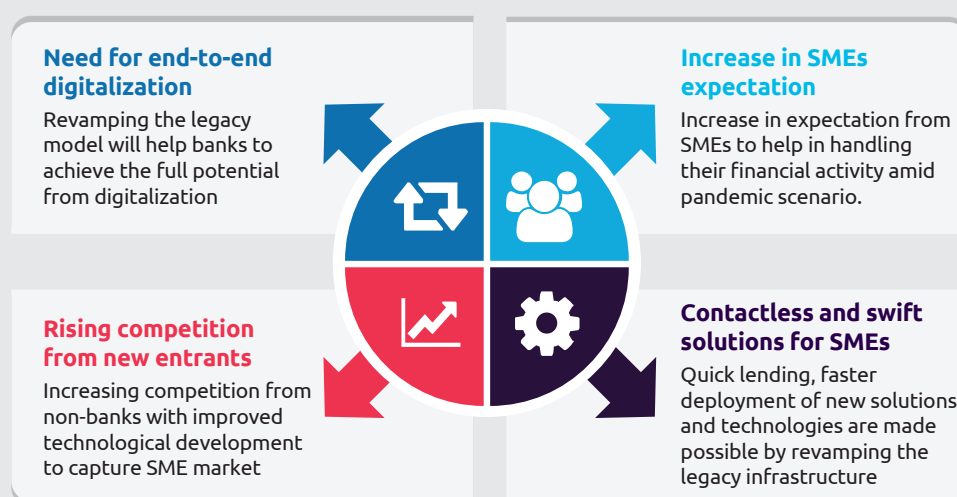 Need for end-to-end
digitalization
Revamping the legacy
model will help banks to
achieve the full potential
from digitalization
Increase in SMEs
expectation
Increase in expectation from
SMEs to help in handling
their financial activity amid
pandemic scenario.
Rising competition
from new entrants
Increasing competition from
non-banks with improved
technological development
to capture SME market
Contactless and swift
solutions for SMEs
Quick lending, faster
deployment of new solutions
and technologies are made
possible by revamping the
legacy infrastructure